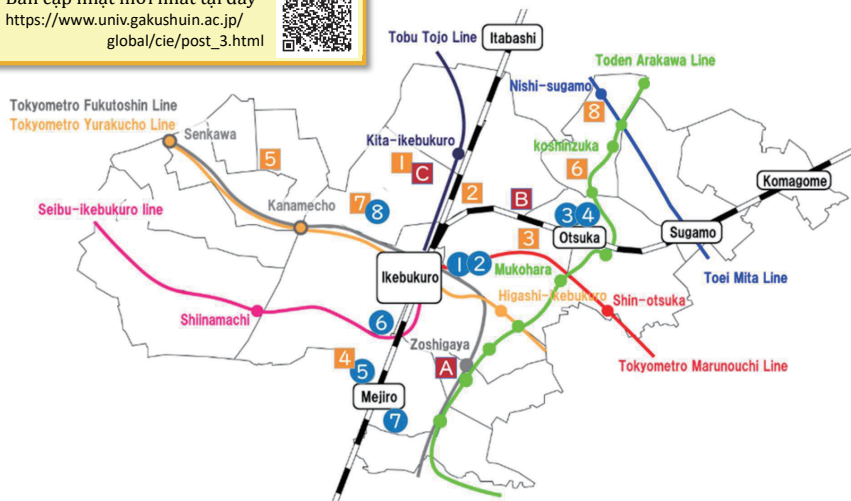 Bản cập nhật mới nhất tại đây
https://www.univ.gakushuin.ac.jp/
global/cie/post_3.html
Tobu Tojo Line
Itabashi
Toden Arakawa Line
Nishi-sugamo
8
Tokyometro Fukutoshin Line
Tokyometro Yurakucho Line
Senkawa
Kita-ikebukuro
koshinzuka
5
1
C
6
Komagome
Kanamecho
7
8
2
B
3 4
Seibu-ikebukuro line
3
Otsuka
Sugamo
Ikebukuro
1 2
Mukohara
Toei Mita Line
Higashi-ikebukuro
Shin-otsuka
Shiinamachi
6
Zoshigaya
4
5
A
Tokyometro Marunouchi Line
Mejiro
7